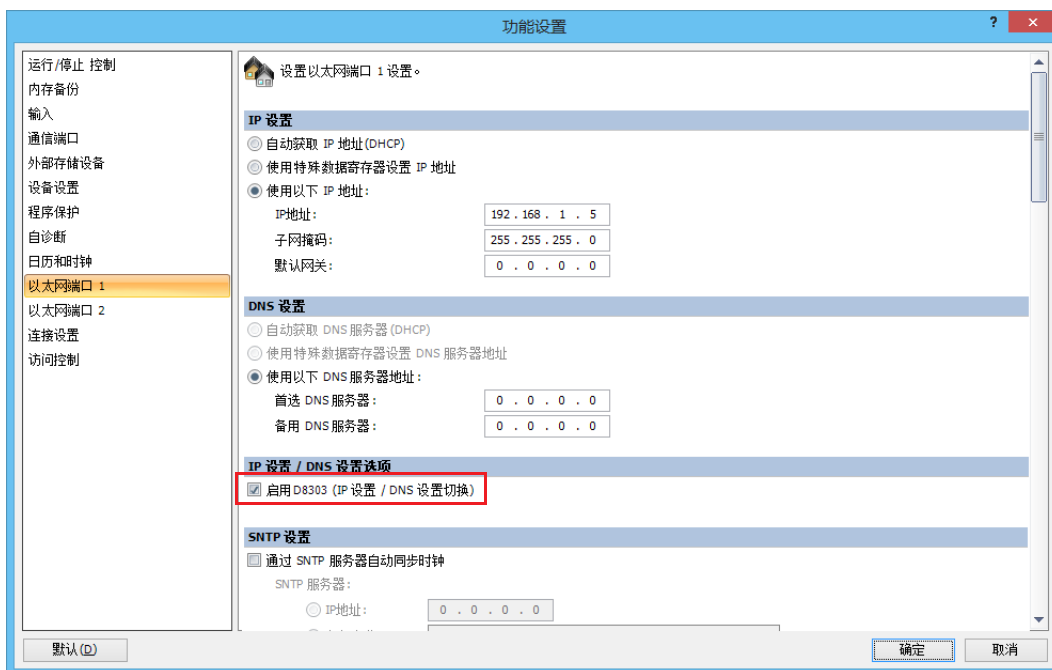 功能设置
?
×
运行/停止 控制
内存备份
输入
通信端口
外部存储设备
设备设置
程序保护
自诊断
日历和时钟
以太网端口 1
以太网端口 2
连接设置
访问控制
设置以太网端口 1 设置。
IP 设置
自动获取 IP 地址(DHCP)
使用特殊数据寄存器设置 IP 地址
使用以下 IP 地址:
IP地址: 192 . 168 . 1 . 5
子网掩码: 255 . 255 . 255 . 0
默认网关: 0 . 0 . 0 . 0
DNS 设置
自动获取 DNS 服务器(DHCP)
使用特殊数据寄存器设置 DNS 服务器地址
使用以下 DNS 服务器地址:
首选 DNS 服务器: 0 . 0 . 0 . 0
备用 DNS 服务器: 0 . 0 . 0 . 0
IP 设置 / DNS 设置选项
启用 D8303 (IP 设置 / DNS 设置切换)
SNTP 设置
通过 SNTP 服务器自动同步时钟
SNTP 服务器:
IP地址: 0 . 0 . 0 . 0
默认(D)
确定
取消